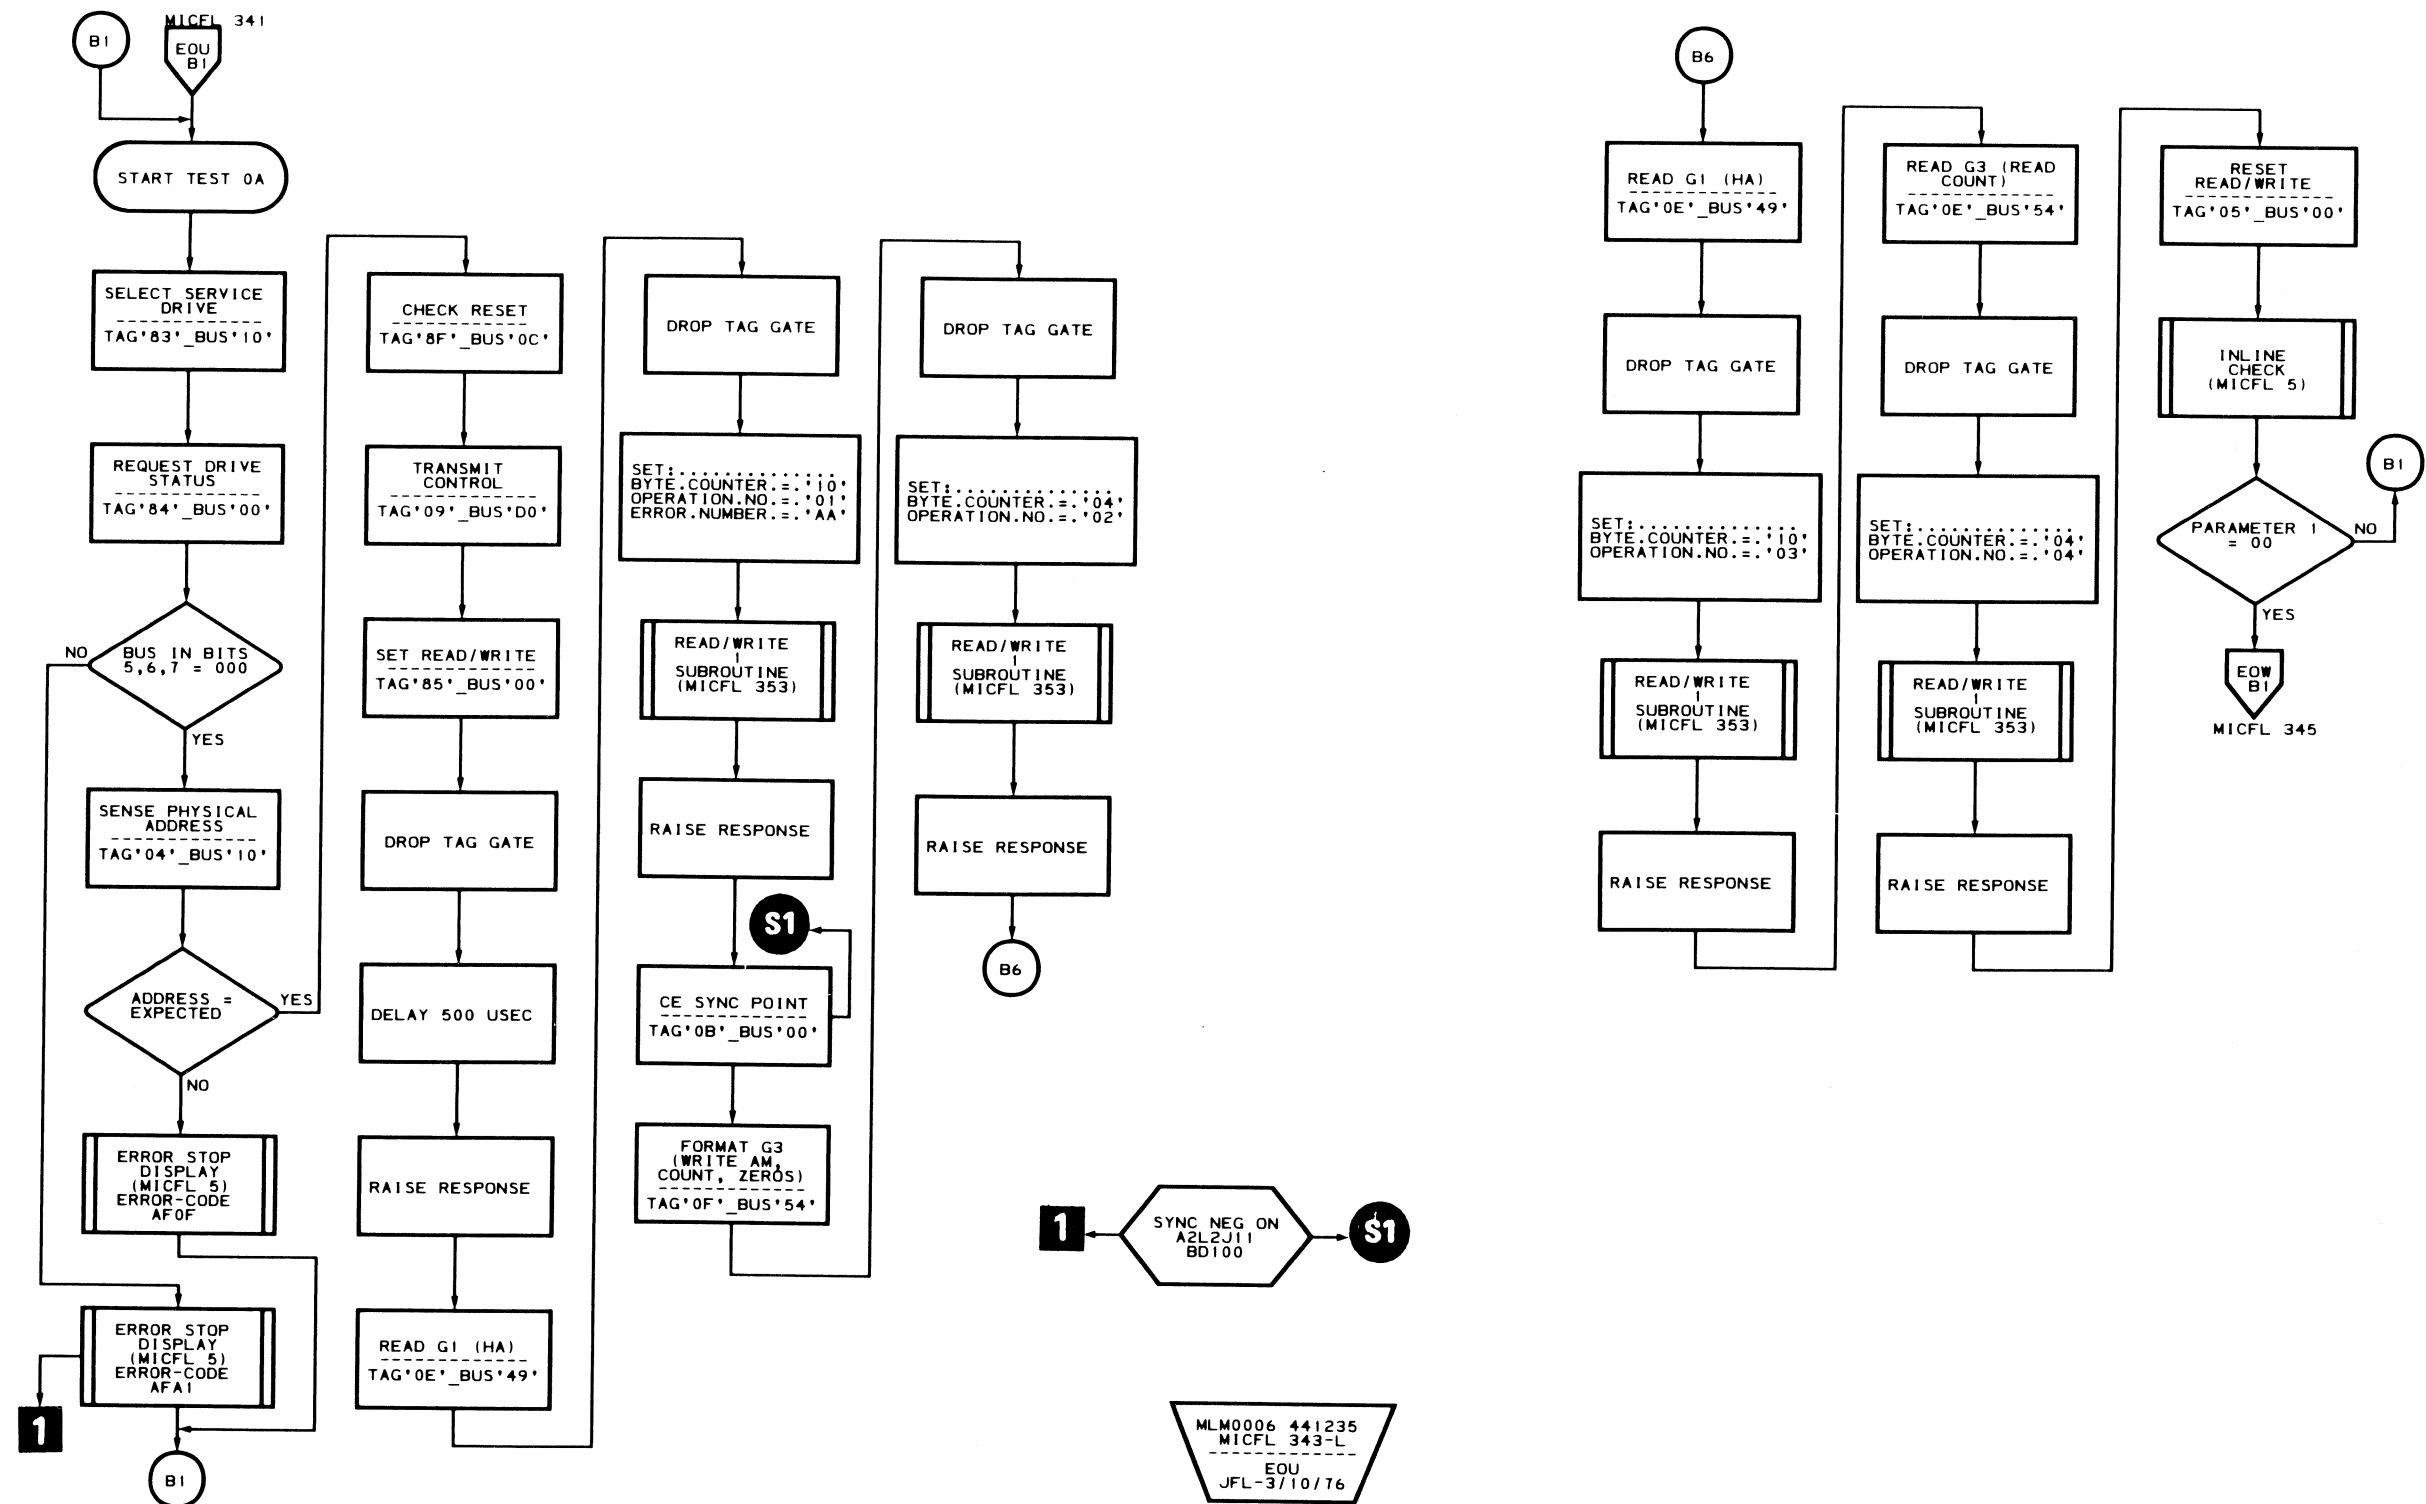 B1
MICFL 341
EOU
B1
START TEST 0A
SELECT SERVICE
DRIVE
TAG'83'_BUS'10'
REQUEST DRIVE
STATUS
TAG'84'_BUS'00'
NO
BUS IN BITS
5,6,7 = 000
YES
SENSE PHYSICAL
ADDRESS
TAG'04'_BUS'10'
ADDRESS =
EXPECTED
YES
NO
ERROR STOP
DISPLAY
(MICFL 5)
ERROR-CODE
AF0F
ERROR STOP
DISPLAY
(MICFL 5)
ERROR-CODE
AFA1
1
B1
CHECK RESET
TAG'8F'_BUS'0C'
TRANSMIT
CONTROL
TAG'09'_BUS'D0'
SET READ/WRITE
TAG'85'_BUS'00'
DROP TAG GATE
DELAY 500 USEC
RAISE RESPONSE
READ G1 (HA)
TAG'0E'_BUS'49'
DROP TAG GATE
SET:..............
BYTE.COUNTER.=.'10'
OPERATION.NO.=.'01'
ERROR.NUMBER.=.'AA'
READ/WRITE
1
SUBROUTINE
(MICFL 353)
RAISE RESPONSE
S1
CE SYNC POINT
TAG'0B'_BUS'00'
FORMAT G3
(WRITE AM,
COUNT, ZEROS)
TAG'0F'_BUS'54'
DROP TAG GATE
SET:..............
BYTE.COUNTER.=.'04'
OPERATION.NO.=.'02'
READ/WRITE
1
SUBROUTINE
(MICFL 353)
RAISE RESPONSE
B6
1
SYNC NEG ON
A2L2J11
BD100
S1
MLM0006 441235
MICFL 343-L
EOU
JFL-3/10/76
B6
READ G1 (HA)
TAG'0E'_BUS'49'
DROP TAG GATE
SET:..............
BYTE.COUNTER.=.'10'
OPERATION.NO.=.'03'
READ/WRITE
1
SUBROUTINE
(MICFL 353)
RAISE RESPONSE
READ G3 (READ
COUNT)
TAG'0E'_BUS'54'
DROP TAG GATE
SET:..............
BYTE.COUNTER.=.'04'
OPERATION.NO.=.'04'
READ/WRITE
1
SUBROUTINE
(MICFL 353)
RAISE RESPONSE
RESET
READ/WRITE
TAG'05'_BUS'00'
INLINE
CHECK
(MICFL 5)
B1
PARAMETER 1
= 00
NO
YES
EOW
B1
MICFL 345